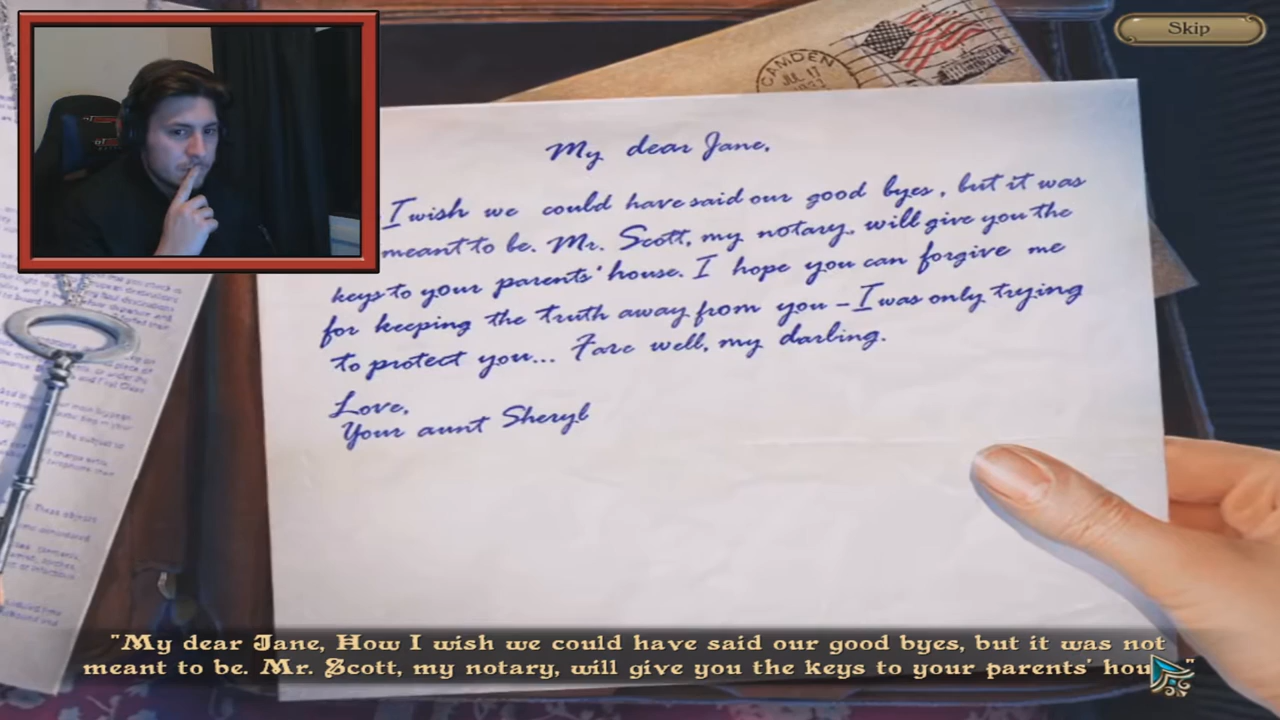 Skip
CAMDEN
JUL 17
My dear Jane,
I wish we could have said our good byes, but it was
meant to be. Mr. Scott, my notary, will give you the
keys to your parents' house. I hope you can forgive me
for keeping the truth away from you – I was only trying
to protect you... Fare well, my darling.
Love,
Your aunt Sheryl
"My dear Jane, How I wish we could have said our good byes, but it was not
meant to be. Mr. Scott, my notary, will give you the keys to your parents' hou